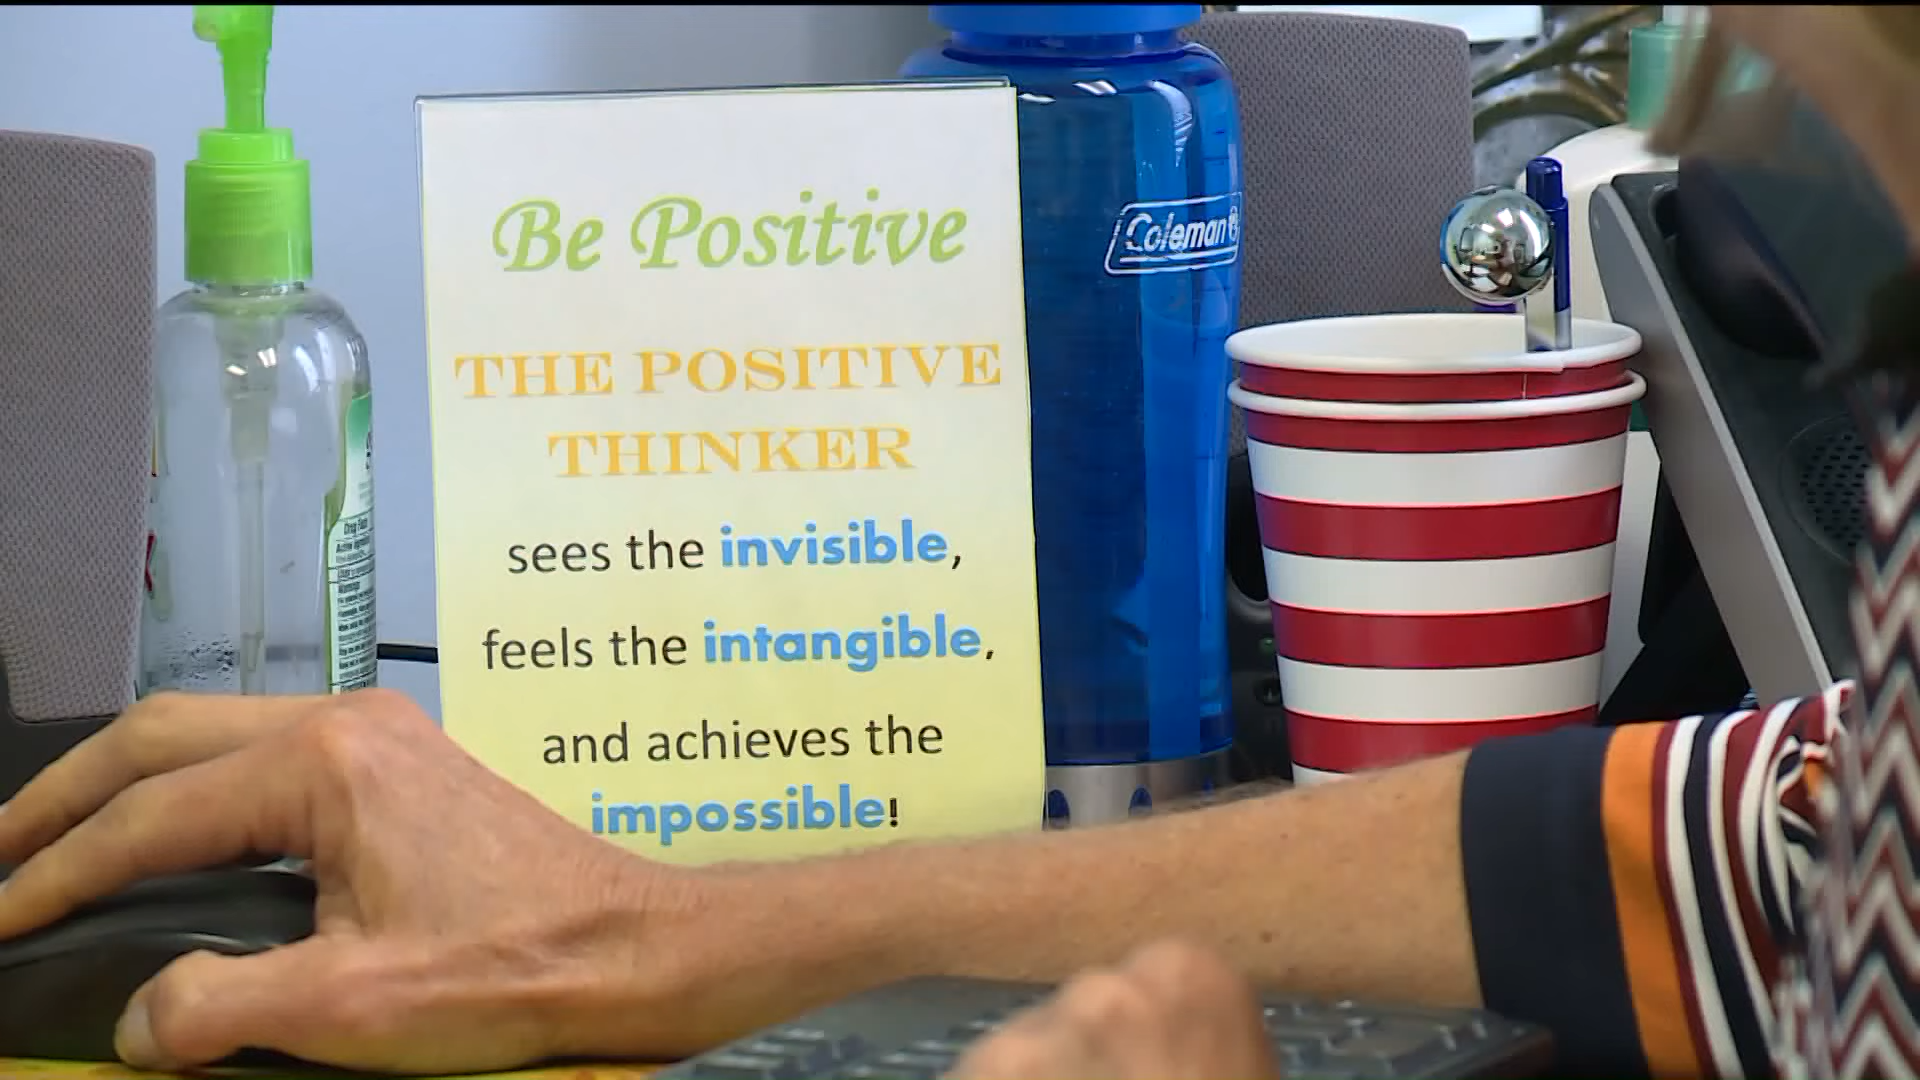 Be Positive
THE POSITIVE
THINKER
sees the invisible,
feels the intangible,
and achieves the
impossible!
Coleman